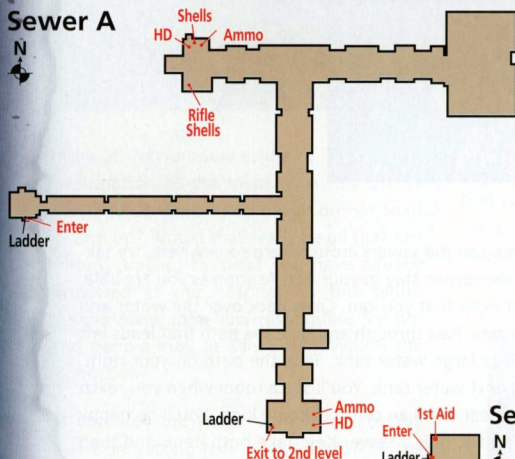 Sewer A
N
Shells
HD
Ammo
Rifle
Shells
Enter
Ladder
Ladder
Ammo
HD
Exit to 2nd level
1st Aid
Enter
Ladder
Se
N